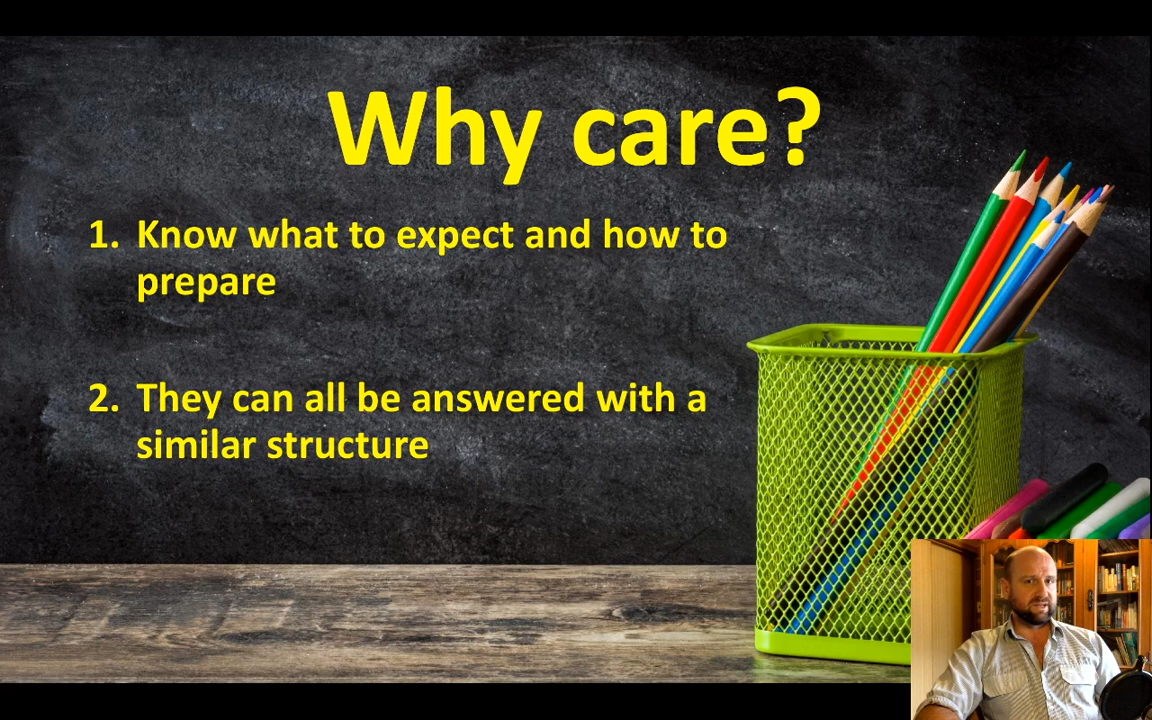 Why care?
1. Know what to expect and how to
prepare
2. They can all be answered with a
similar structure